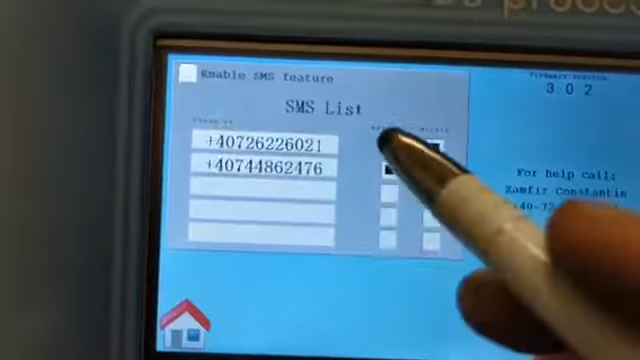 Enable SMS feature
SMS List
+40726226021
+40744862476
Firmware version
3.0.2
For help call:
Zamfir Constantin